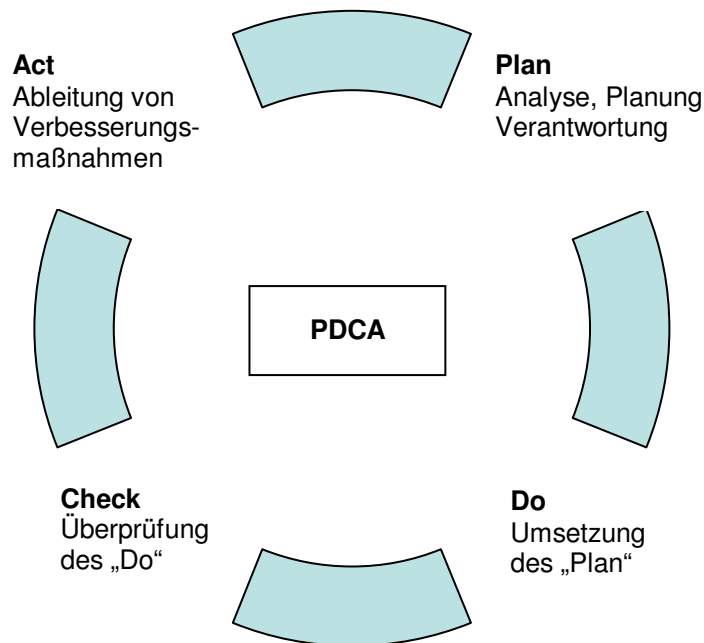 Act
Ableitung von
Verbesserungs-
maßnahmen
Plan
Analyse, Planung
Verantwortung
PDCA
Check
Überprüfung
des „Do“
Do
Umsetzung
des „Plan“